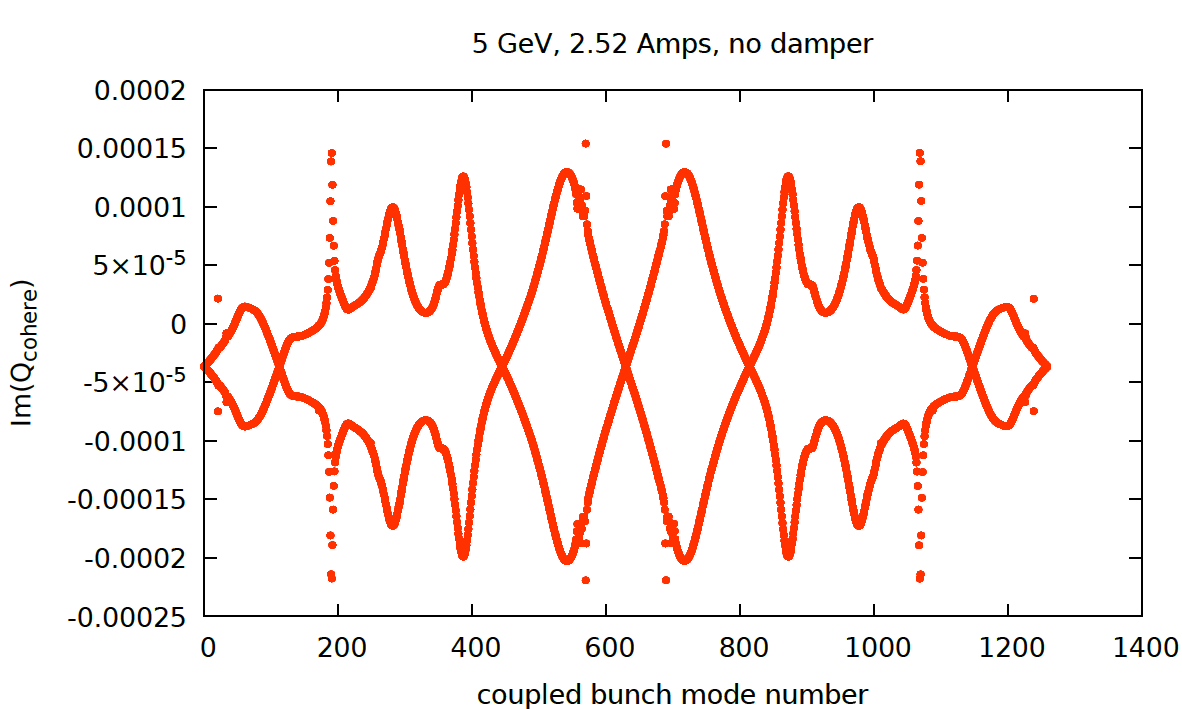 5 GeV, 2.52 Amps, no damper
0.0002
0.00015
0.0001
5×10⁻⁵
0
-5×10⁻⁵
-0.0001
-0.00015
-0.0002
-0.00025
Im(Q_cohere)
0 200 400 600 800 1000 1200 1400
coupled bunch mode number